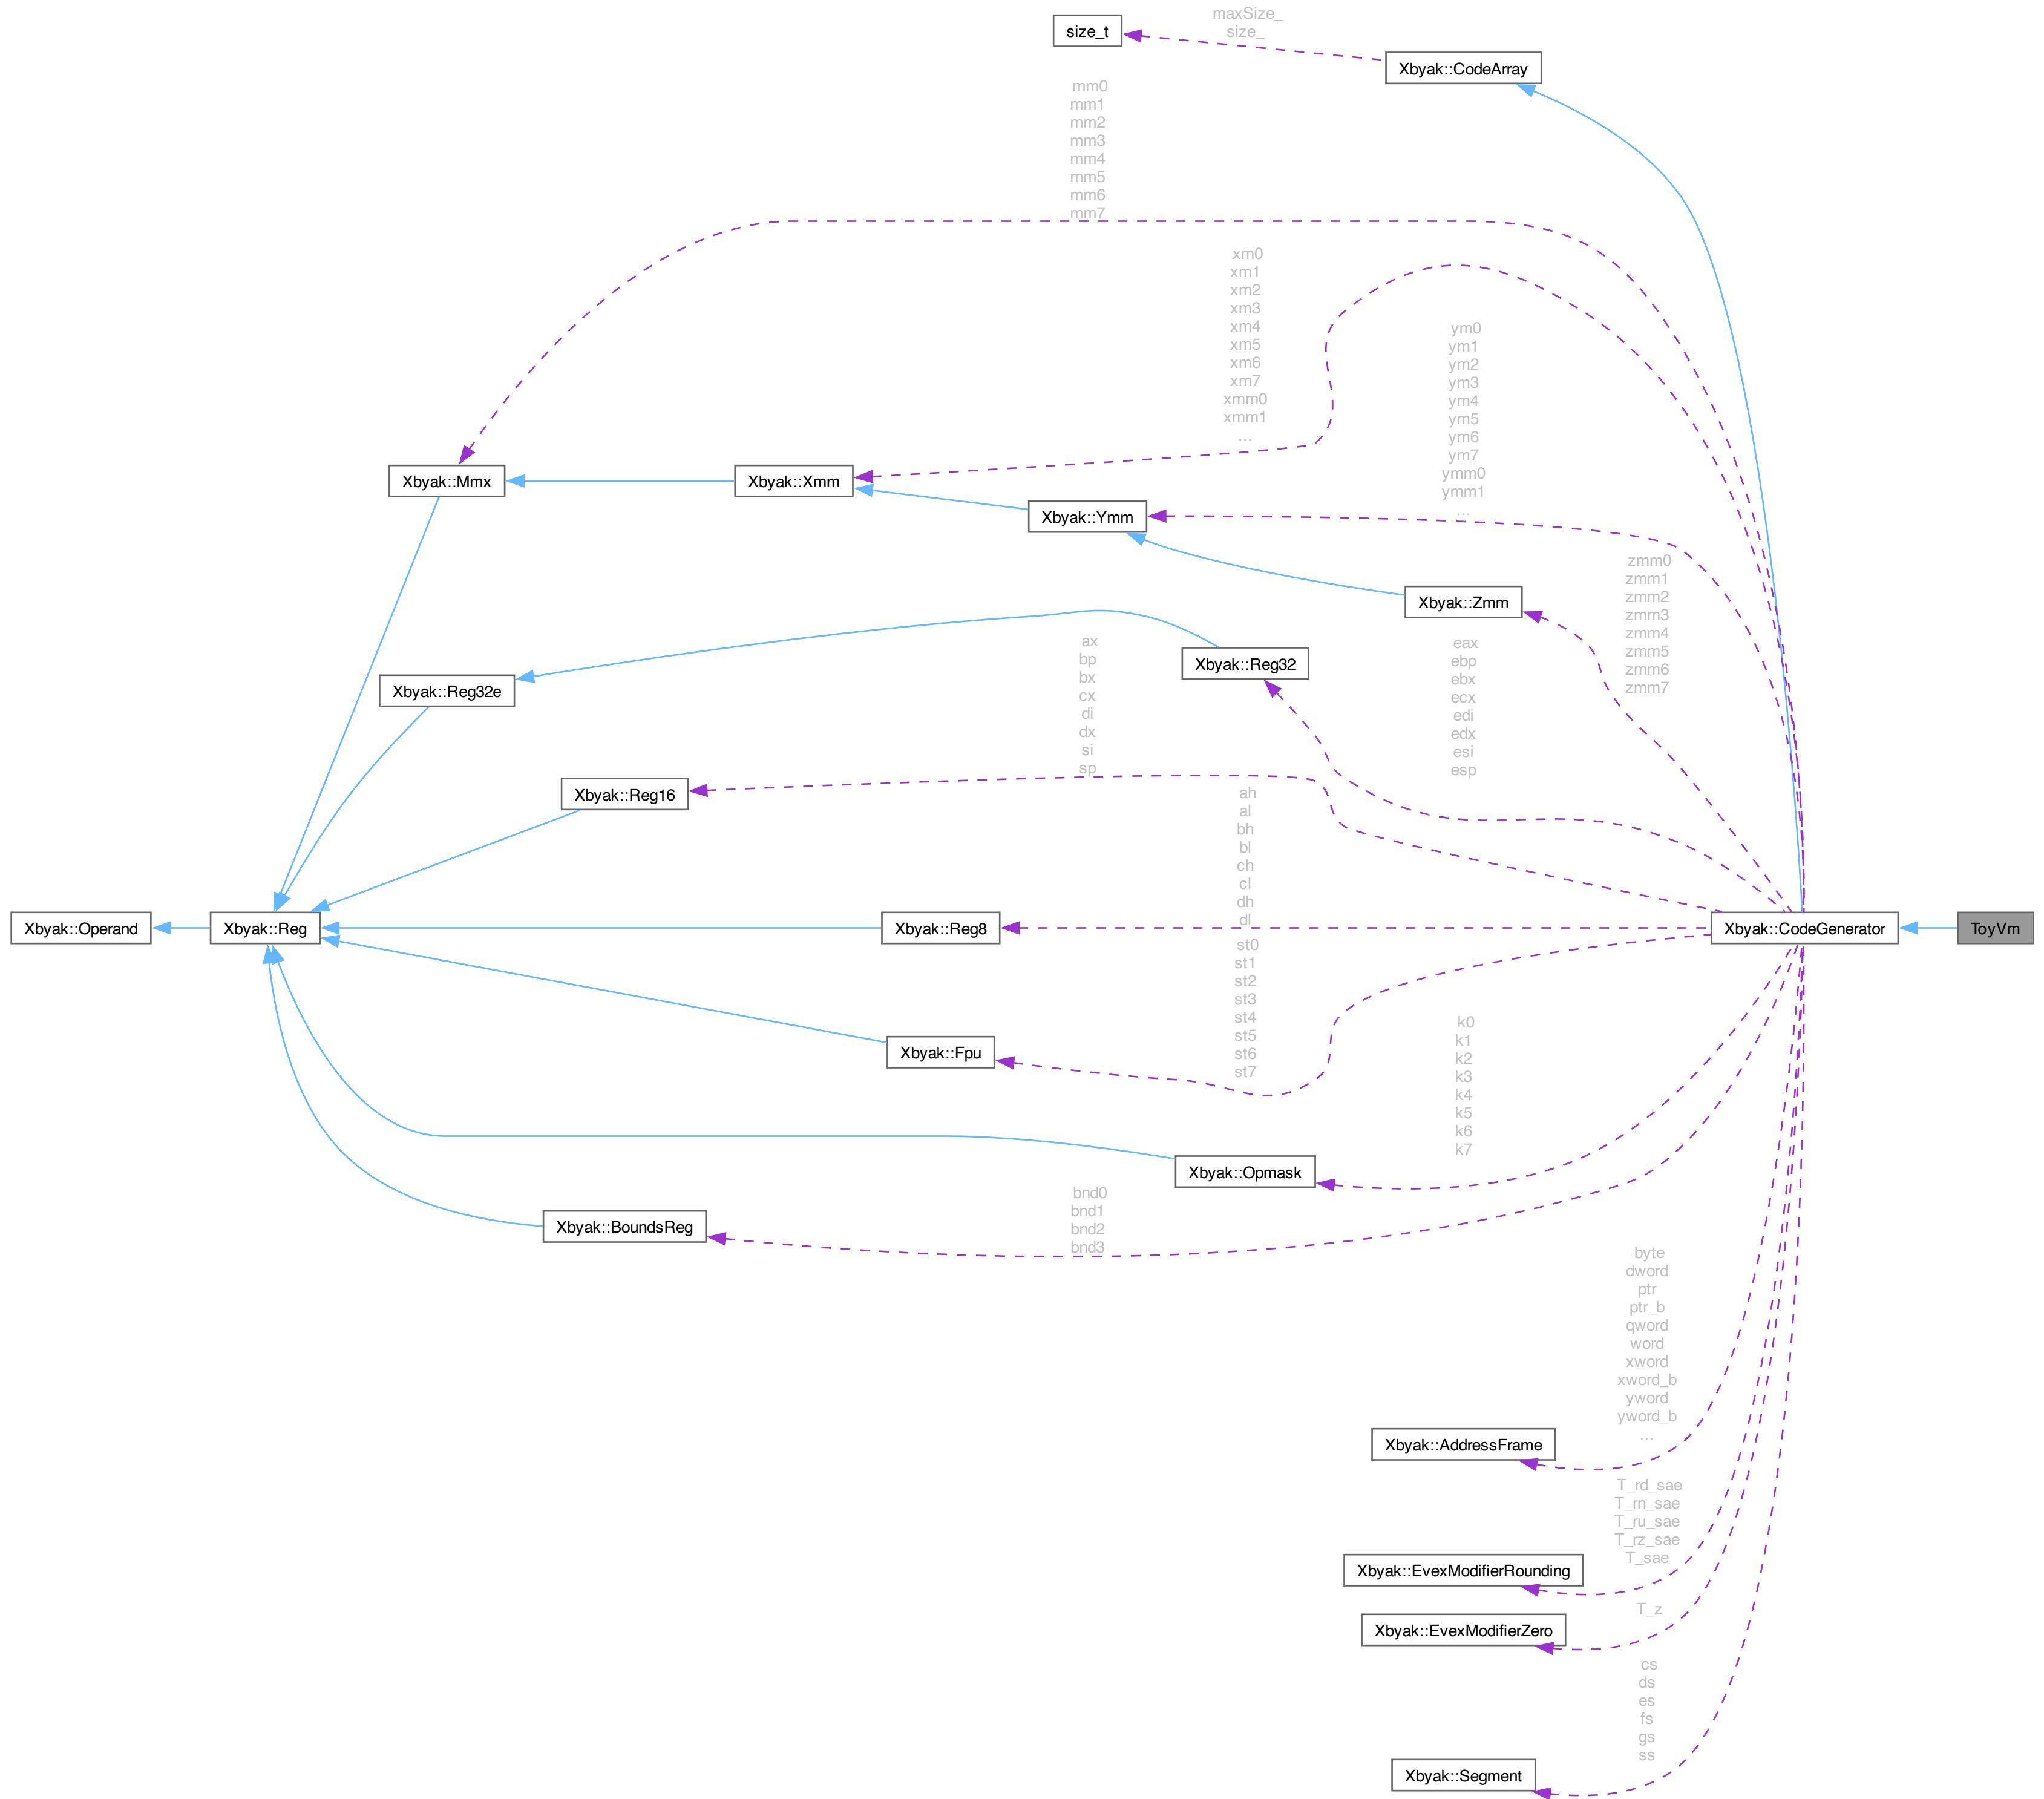 maxSize_
size_
size_t
Xbyak::CodeArray
mm0
mm1
mm2
mm3
mm4
mm5
mm6
mm7
xm0
xm1
xm2
xm3
xm4
xm5
xm6
xm7
xmm0
xmm1
...
ym0
ym1
ym2
ym3
ym4
ym5
ym6
ym7
ymm0
ymm1
...
Xbyak::Mmx
Xbyak::Xmm
Xbyak::Ymm
zmm0
zmm1
zmm2
zmm3
zmm4
zmm5
zmm6
zmm7
Xbyak::Zmm
ax
bp
bx
cx
di
dx
si
sp
eax
ebp
ebx
ecx
edi
edx
esi
esp
Xbyak::Reg32
Xbyak::Reg32e
Xbyak::Reg16
ah
al
bh
bl
ch
cl
dh
dl
Xbyak::Operand
Xbyak::Reg
Xbyak::Reg8
Xbyak::CodeGenerator
ToyVm
st0
st1
st2
st3
st4
st5
st6
st7
Xbyak::Fpu
k0
k1
k2
k3
k4
k5
k6
k7
Xbyak::Opmask
bnd0
bnd1
bnd2
bnd3
Xbyak::BoundsReg
byte
dword
ptr
ptr_b
qword
word
xword
xword_b
yword
yword_b
...
Xbyak::AddressFrame
T_rd_sae
T_rn_sae
T_ru_sae
T_rz_sae
T_sae
Xbyak::EvexModifierRounding
T_z
Xbyak::EvexModifierZero
cs
ds
es
fs
gs
ss
Xbyak::Segment